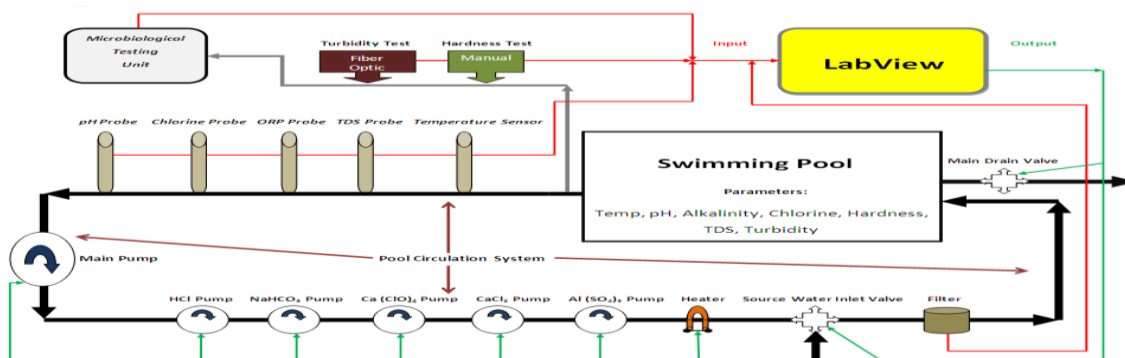 Microbiological
Testing
Unit
Turbidity Test
Fiber
Optic
Hardness Test
Manual
Input
LabView
Output
pH Probe
Chlorine Probe
ORP Probe
TDS Probe
Temperature Sensor
Swimming Pool
Parameters:
Temp, pH, Alkalinity, Chlorine, Hardness,
TDS, Turbidity
Main Drain Valve
Main Pump
Pool Circulation System
HCl Pump
NaHCO₃ Pump
Ca (ClO)₂ Pump
CaCl₂ Pump
Al (SO₄)₃ Pump
Heater
Source Water Inlet Valve
Filter